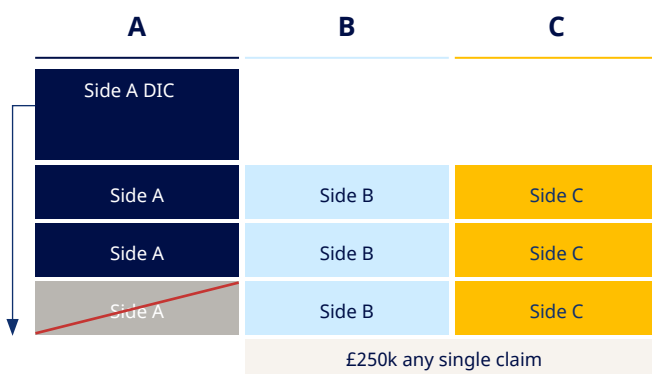 A B C
Side A DIC
Side A Side B Side C
Side A Side B Side C
Side A Side B Side C
£250k any single claim